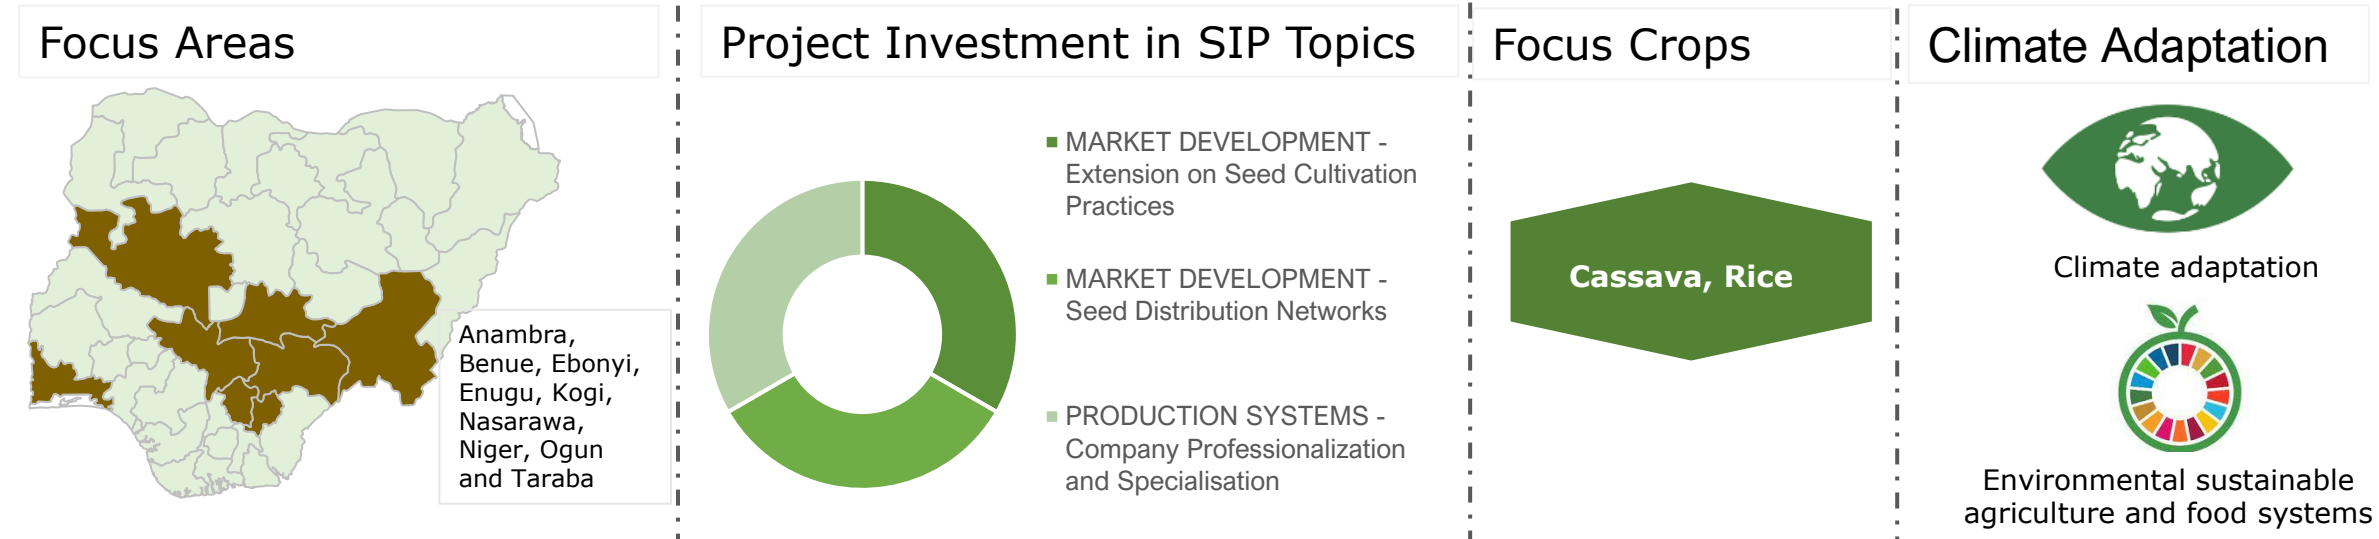 Focus Areas
Anambra,
Benue, Ebonyi,
Enugu, Kogi,
Nasarawa,
Niger, Ogun
and Taraba
Project Investment in SIP Topics
MARKET DEVELOPMENT -
Extension on Seed Cultivation
Practices
MARKET DEVELOPMENT -
Seed Distribution Networks
PRODUCTION SYSTEMS -
Company Professionalization
and Specialisation
Focus Crops
Cassava, Rice
Climate Adaptation
Climate adaptation
Environmental sustainable
agriculture and food systems